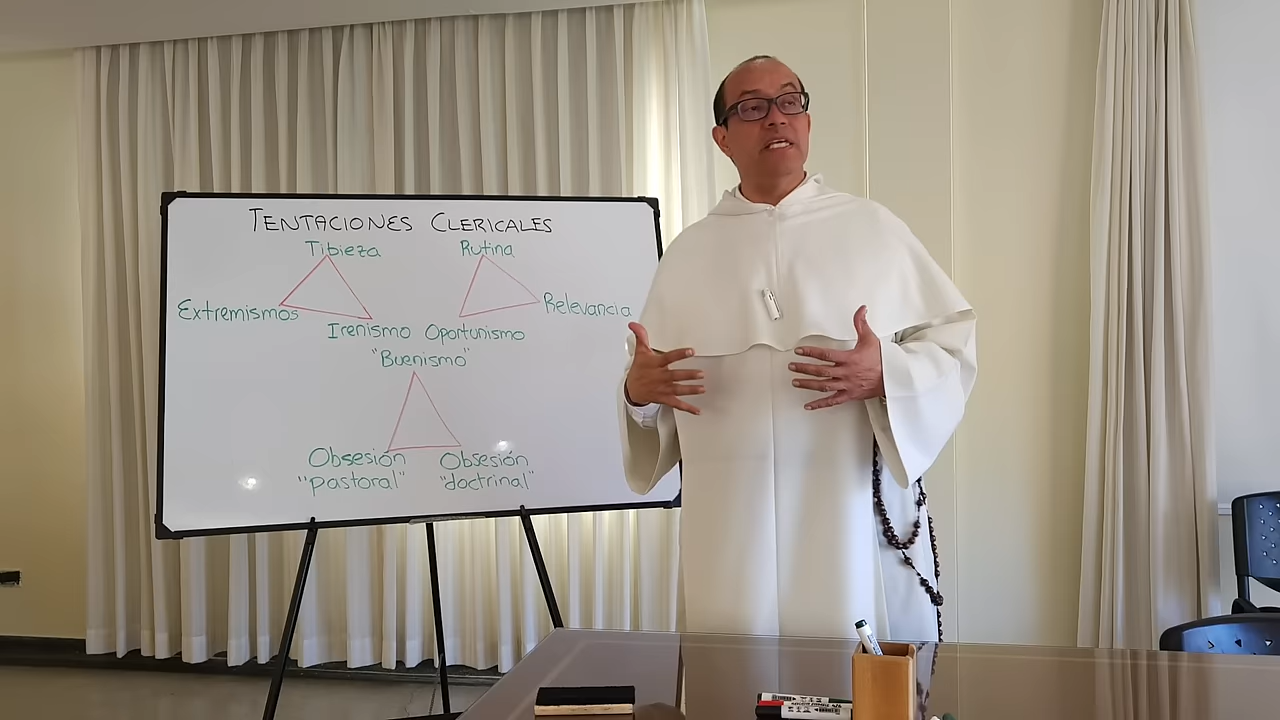 TENTACIONES CLERICALES
Tibieza
Rutina
Extremismos
Relevancia
Irenismo
Oportunismo
"Buenismo"
Obsesión
"pastoral"
Obsesión
"doctrinal"